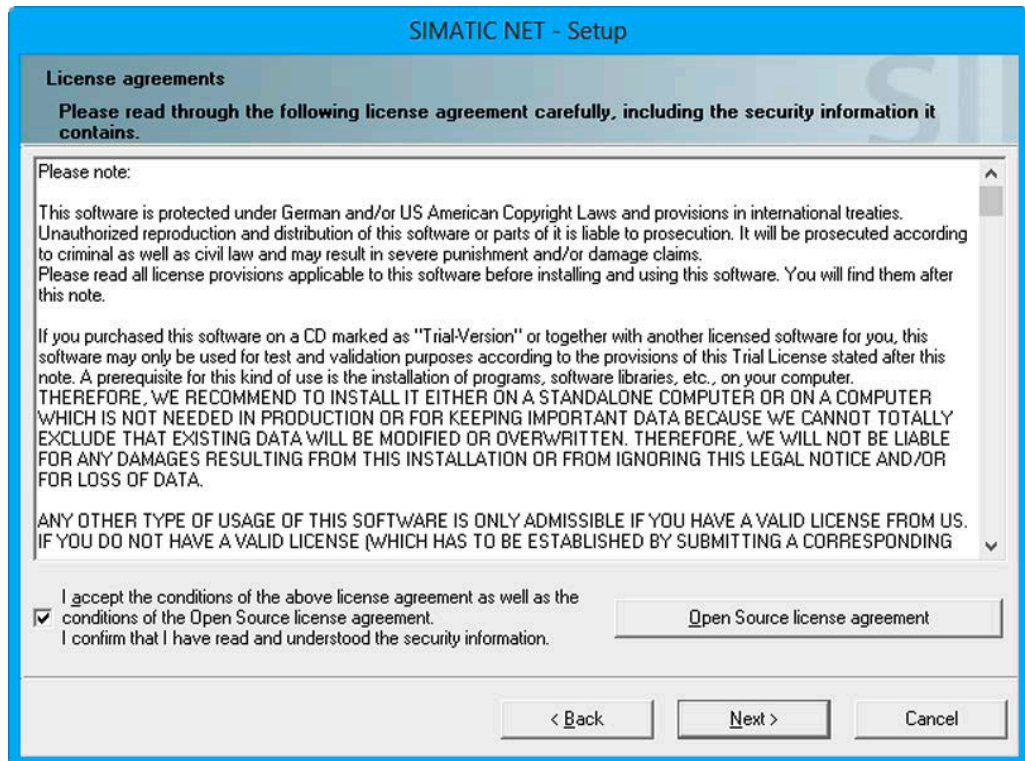 SIMATIC NET - Setup
License agreements
Please read through the following license agreement carefully, including the security information it
contains.
Please note:
This software is protected under German and/or US American Copyright Laws and provisions in international treaties.
Unauthorized reproduction and distribution of this software or parts of it is liable to prosecution. It will be prosecuted according
to criminal as well as civil law and may result in severe punishment and/or damage claims.
Please read all license provisions applicable to this software before installing and using this software. You will find them after
this note.
If you purchased this software on a CD marked as "Trial-Version" or together with another licensed software for you, this
software may only be used for test and validation purposes according to the provisions of this Trial License stated after this
note. A prerequisite for this kind of use is the installation of programs, software libraries, etc., on your computer.
THEREFORE, WE RECOMMEND TO INSTALL IT EITHER ON A STANDALONE COMPUTER OR ON A COMPUTER
WHICH IS NOT NEEDED IN PRODUCTION OR FOR KEEPING IMPORTANT DATA BECAUSE WE CANNOT TOTALLY
EXCLUDE THAT EXISTING DATA WILL BE MODIFIED OR OVERWRITTEN. THEREFORE, WE WILL NOT BE LIABLE
FOR ANY DAMAGES RESULTING FROM THIS INSTALLATION OR FROM IGNORING THIS LEGAL NOTICE AND/OR
FOR LOSS OF DATA.
ANY OTHER TYPE OF USAGE OF THIS SOFTWARE IS ONLY ADMISSIBLE IF YOU HAVE A VALID LICENSE FROM US.
IF YOU DO NOT HAVE A VALID LICENSE (WHICH HAS TO BE ESTABLISHED BY SUBMITTING A CORRESPONDING
I accept the conditions of the above license agreement as well as the
conditions of the Open Source license agreement.
I confirm that I have read and understood the security information.
Open Source license agreement
< Back
Next >
Cancel